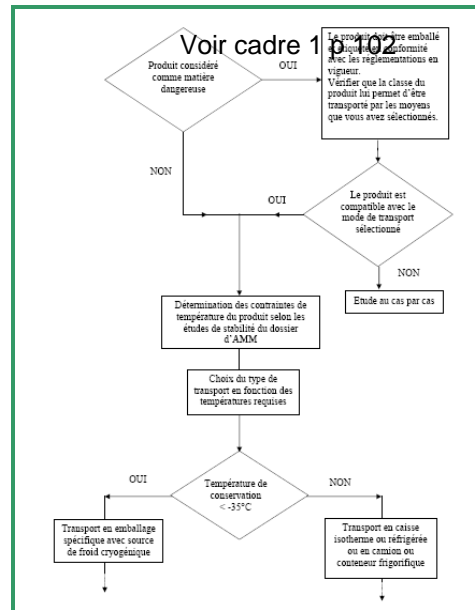 Voir cadre 1 p 102
Produit considéré
comme matière
dangereuse
OUI
Le produit doit être emballé
et étiqueté en conformité
avec les réglementations en
vigueur.
Vérifier que la classe du
produit lui permet d'être
transporté par les moyens
que vous avez sélectionnés.
NON
OUI
Le produit est
compatible avec le
mode de transport
sélectionné
NON
Etude au cas par cas
Détermination des contraintes de
température du produit selon les
études de stabilité du dossier
d'AMM
Choix du type de
transport en fonction des
températures requises
OUI
Température de
conservation
< -35°C
NON
Transport en emballage
spécifique avec source
de froid cryogénique
Transport en caisse
isotherme ou réfrigérée
ou en camion ou
conteneur frigorifique